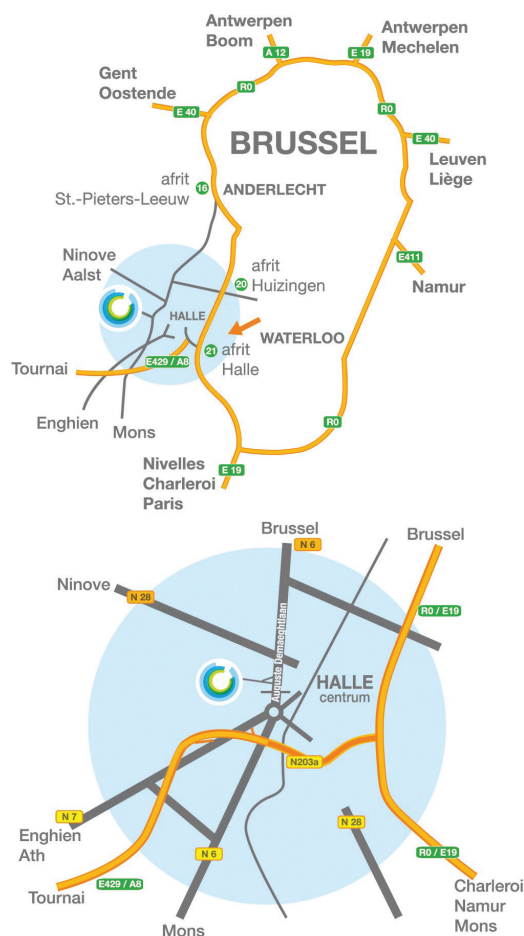 Antwerpen
Boom
Antwerpen
Mechelen
A 12
E 19
Gent
Oostende
R0
R0
E 40
BRUSSEL
E 40
Leuven
Liège
afrit
St.-Pieters-Leeuw
16
ANDERLECHT
Ninove
Aalst
E411
Namur
20
afrit
Huizingen
HALLE
WATERLOO
21
afrit
Halle
Tournai
E429 / A8
Enghien
Mons
R0
Nivelles
Charleroi
Paris
E 19
Brussel
N 6
Brussel
Ninove
N 28
R0 / E19
Auguste Demaeghtlaan
HALLE
centrum
N203a
N 7
Enghien
Ath
N 28
N 6
R0 / E19
Tournai
E429 / A8
Mons
Charleroi
Namur
Mons